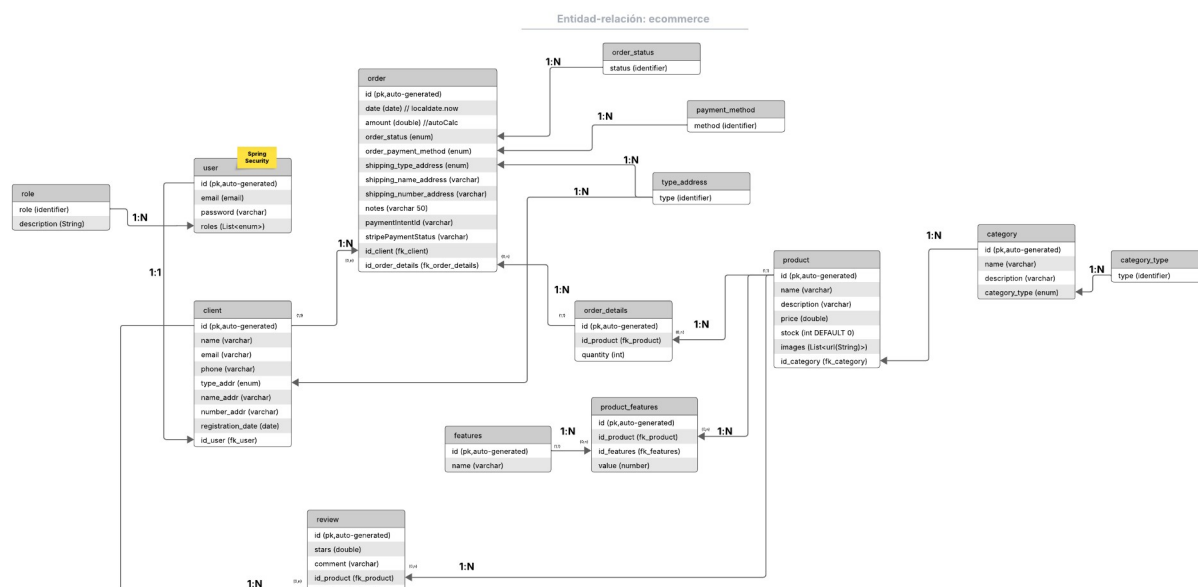 Entidad-relación: ecommerce
order_status
status (identifier)
1:N
order
id (pk,auto-generated)
date (date) // localdate.now
amount (double) //autoCalc
order_status (enum)
order_payment_method (enum)
shipping_type_address (enum)
shipping_name_address (varchar)
shipping_number_address (varchar)
notes (varchar 50)
paymentIntentId (varchar)
stripePaymentStatus (varchar)
id_client (fk_client)
id_order_details (fk_order_details)
payment_method
method (identifier)
1:N
type_address
type (identifier)
1:N
1:N
Spring
Security
user
id (pk,auto-generated)
email (email)
password (varchar)
roles (List<enum>)
role
role (identifier)
description (String)
1:N
1:1
1:N
client
id (pk,auto-generated)
name (varchar)
email (varchar)
phone (varchar)
type_addr (enum)
name_addr (varchar)
number_addr (varchar)
registration_date (date)
id_user (fk_user)
order_details
id (pk,auto-generated)
id_product (fk_product)
quantity (int)
1:N
1:N
product
id (pk,auto-generated)
name (varchar)
description (varchar)
price (double)
stock (int DEFAULT 0)
images (List<url(String)>)
id_category (fk_category)
1:N
category
id (pk,auto-generated)
name (varchar)
description (varchar)
category_type (enum)
1:N
category_type
type (identifier)
product_features
id (pk,auto-generated)
id_product (fk_product)
id_features (fk_features)
value (number)
1:N
1:N
features
id (pk,auto-generated)
name (varchar)
review
id (pk,auto-generated)
stars (double)
comment (varchar)
id_product (fk_product)
1:N
1:N